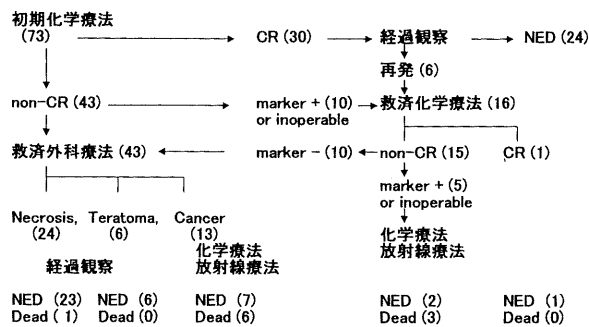 初期化学療法
(73)
CR (30)
経過観察
NED (24)
再発 (6)
non-CR (43)
marker + (10)
or inoperable
救済化学療法 (16)
救済外科療法 (43)
marker - (10)
non-CR (15)
CR (1)
marker + (5)
or inoperable
Necrosis, Teratoma, Cancer
(24) (6) (13)
化学療法
放射線療法
化学療法
放射線療法
経過観察
NED (23) NED (6) NED (7) NED (2) NED (1)
Dead ( 1) Dead (0) Dead (6) Dead (3) Dead (0)